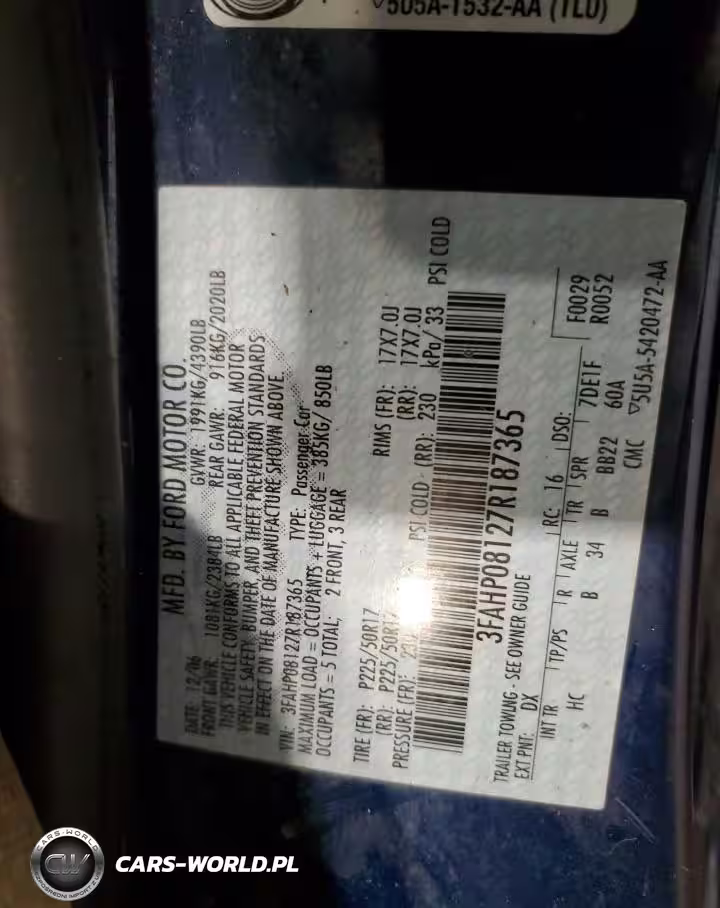 5U5A-1532-AA (TLD)
MFD. BY FORD MOTOR CO.
DATE: 12/06 GVWR: 1991KG/4390LB
FRONT GAWR: 1081KG/2384LB REAR GAWR: 916KG/2020LB
THIS VEHICLE CONFORMS TO ALL APPLICABLE FEDERAL MOTOR
VEHICLE SAFETY, BUMPER, AND THEFT PREVENTION STANDARDS
IN EFFECT ON THE DATE OF MANUFACTURE SHOWN ABOVE.
VIN: 3FAHP08127R187365 TYPE: Passenger Car
MAXIMUM LOAD = OCCUPANTS + LUGGAGE = 385KG/ 850LB
OCCUPANTS = 5 TOTAL: 2 FRONT, 3 REAR
TIRE (FR): P225/50R17 RIMS (FR): 17X7.0J
(RR): P225/50R17 (RR): 17X7.0J
PRESSURE (FR): 230 PSI COLD (RR): 230 kPa/ 33 PSI COLD
3FAHP08127R187365
TRAILER TOWING - SEE OWNER GUIDE
EXT PNT: DX RC: 16 DSO: F0029
R0052
INT TR TP/PS R AXLE TR SPR 7DE1F
HC B 34 B BB22 60A
CMC ▽5U5A-5420472-AA
CARS-WORLD
CW
CARS-WORLD.PL